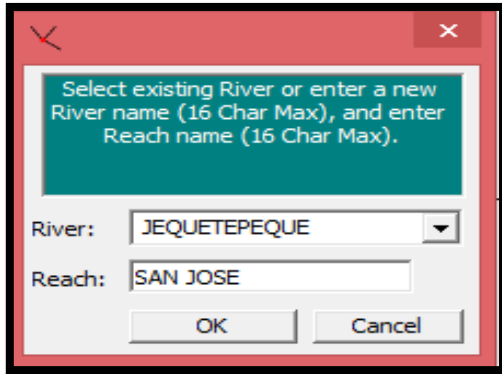 Select existing River or enter a new
River name (16 Char Max), and enter
Reach name (16 Char Max).
River: JEQUETEPEQUE
Reach: SAN JOSE
OK Cancel